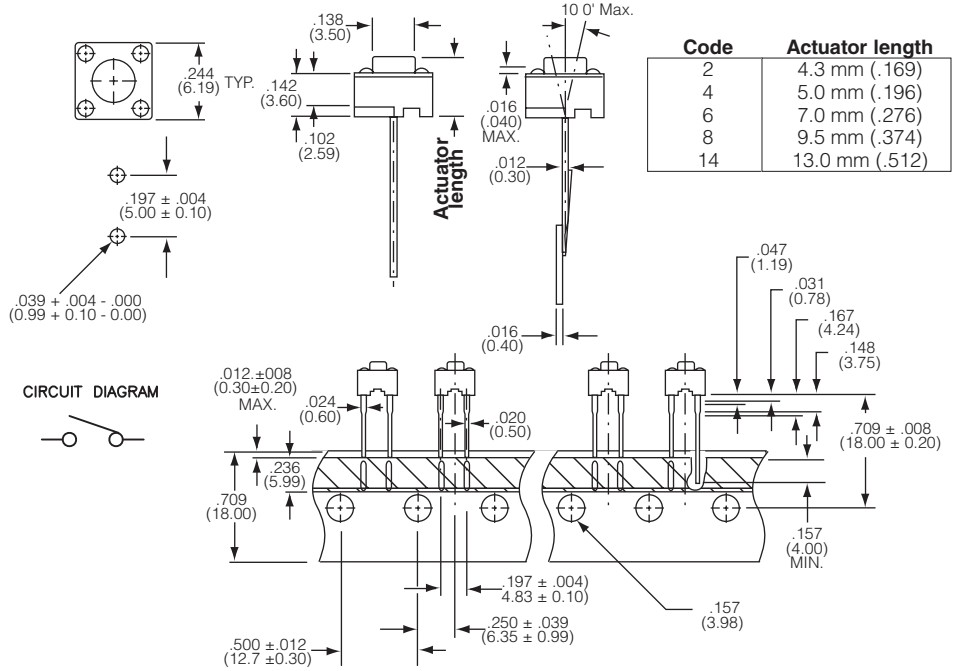 .138
(3.50)
10 0' Max.
.244
(6.19) TYP.
.142
(3.60)
.102
(2.59)
Actuator
length
.016
(.040)
MAX.
.012
(0.30)
Code Actuator length
2 4.3 mm (.169)
4 5.0 mm (.196)
6 7.0 mm (.276)
8 9.5 mm (.374)
14 13.0 mm (.512)
.197 ± .004
(5.00 ± 0.10)
.039 + .004 - .000
(0.99 + 0.10 - 0.00)
.016
(0.40)
.047
(1.19)
.031
(0.78)
.167
(4.24)
.148
(3.75)
CIRCUIT DIAGRAM
.012.±008
(0.30±0.20)
MAX.
.024
(0.60)
.020
(0.50)
.709 ± .008
(18.00 ± 0.20)
.236
(5.99)
.709
(18.00)
.157
(4.00)
MIN.
.197 ± .004)
4.83 ± 0.10)
.157
(3.98)
.250 ± .039
(6.35 ± 0.99)
.500 ±.012
(12.7 ±0.30)